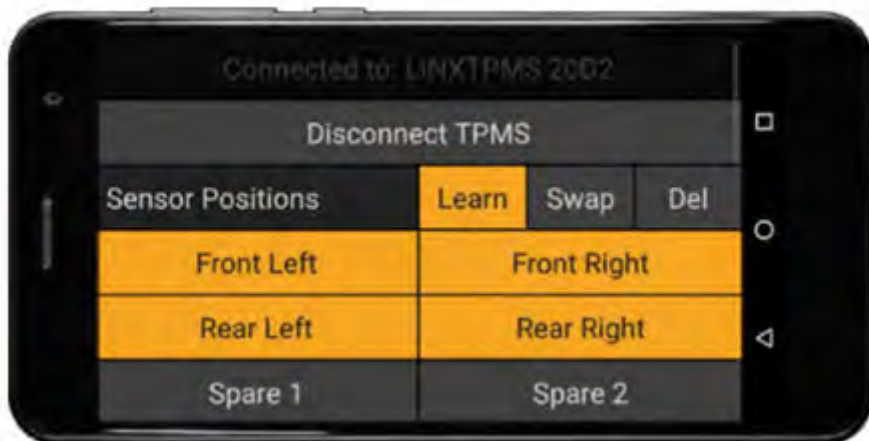 Connected to: LINXTPMS 20D2
Disconnect TPMS
Sensor Positions Learn Swap Del
Front Left Front Right
Rear Left Rear Right
Spare 1 Spare 2